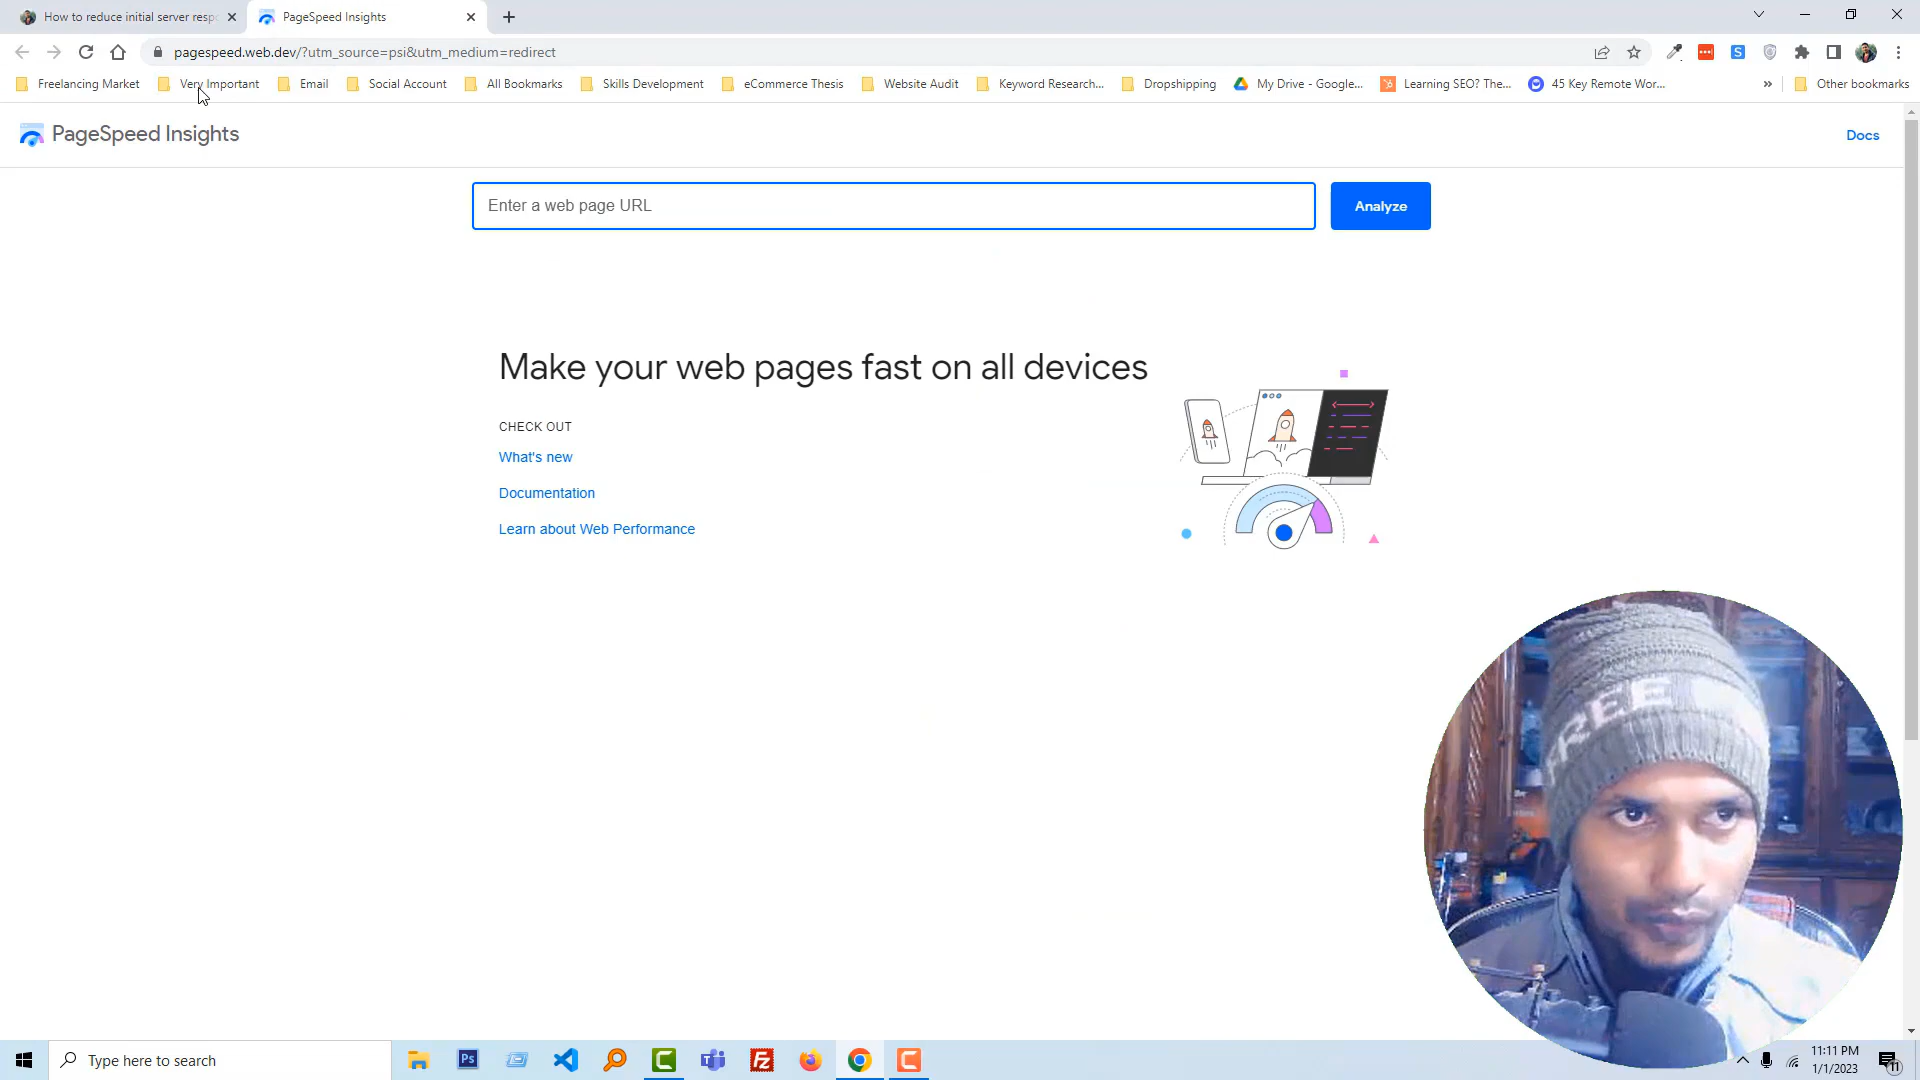 How to reduce initial server resp
PageSpeed Insights
pagespeed.web.dev/?utm_source=psi&utm_medium=redirect
Freelancing Market
Very Important
Email
Social Account
All Bookmarks
Skills Development
eCommerce Thesis
Website Audit
Keyword Research...
Dropshipping
My Drive - Google...
Learning SEO? The...
45 Key Remote Wor...
»
Other bookmarks
PageSpeed Insights
Docs
Enter a web page URL
Analyze
Make your web pages fast on all devices
CHECK OUT
What's new
Documentation
Learn about Web Performance
FREE
Type here to search
Ps
11:11 PM
1/1/2023
11